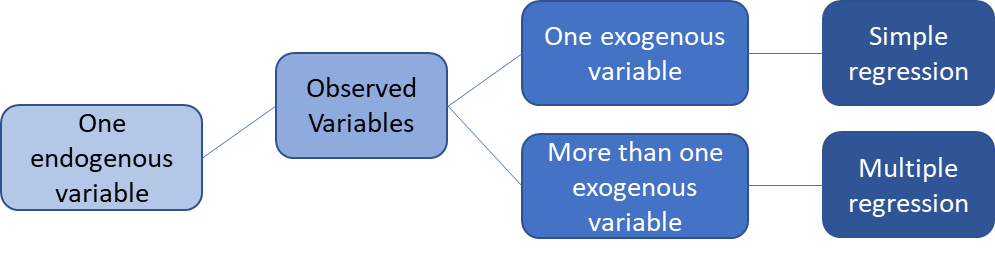 One
endogenous
variable
Observed
Variables
One exogenous
variable
Simple
regression
More than one
exogenous
variable
Multiple
regression